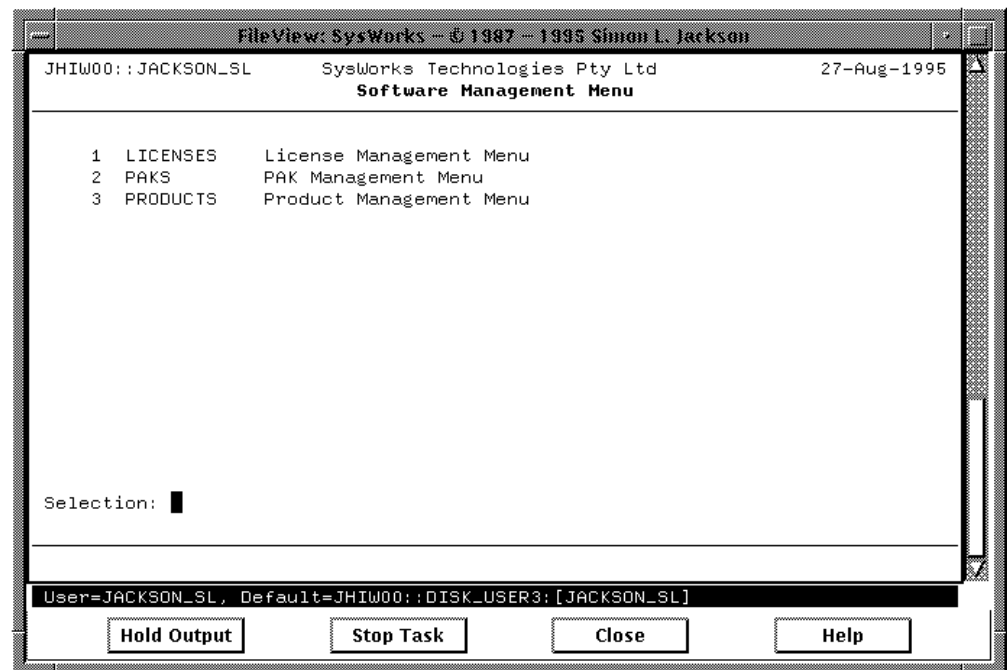 FileView: SysWorks – © 1987 – 1995 Simon L. Jackson
JHIW00::JACKSON_SL SysWorks Technologies Pty Ltd 27-Aug-1995
Software Management Menu
1 LICENSES License Management Menu
2 PAKS PAK Management Menu
3 PRODUCTS Product Management Menu
Selection:
User=JACKSON_SL, Default=JHIW00::DISK_USER3:[JACKSON_SL]
Hold Output Stop Task Close Help